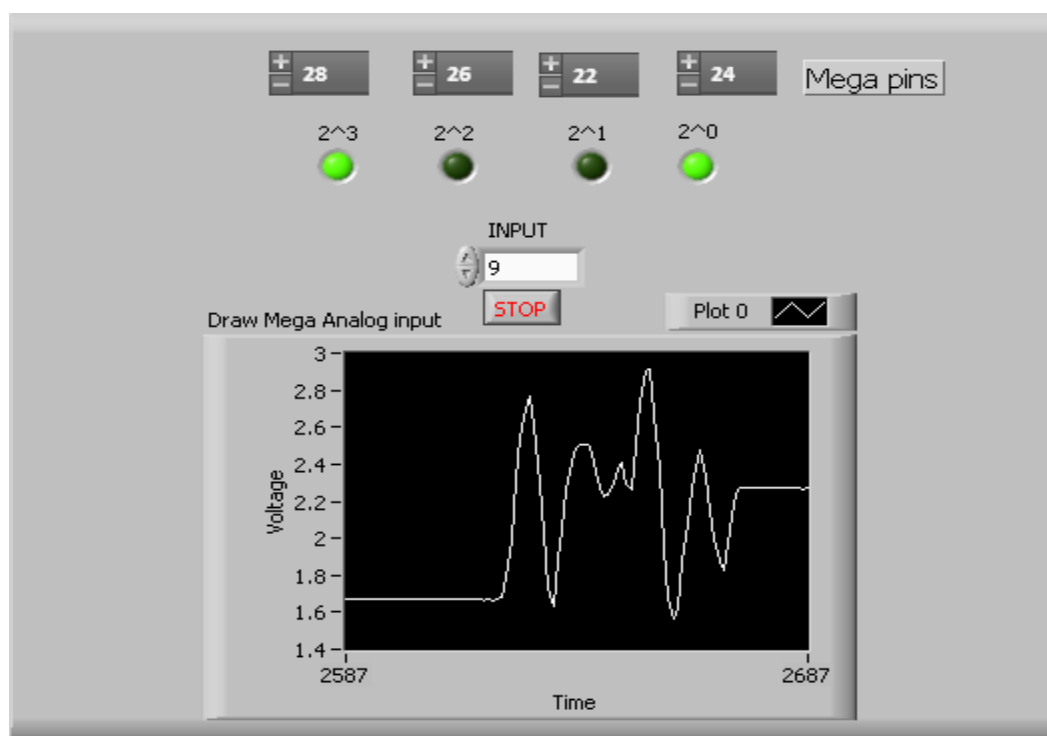 28 26 22 24 Mega pins
2^3 2^2 2^1 2^0
INPUT
9
STOP
Plot 0
Draw Mega Analog input
3
2.8
2.6
2.4
2.2
2
1.8
1.6
1.4
Voltage
2587 2687
Time